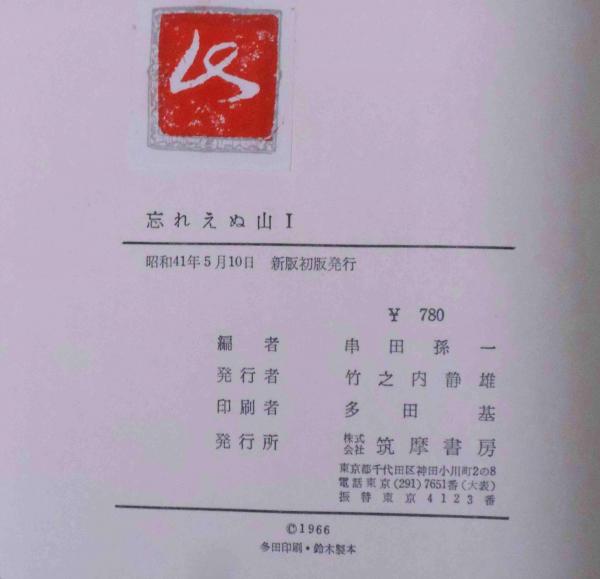 忘れえぬ山 I
昭和41年5月10日 新版初版発行
¥ 780
編者 串田孫一
発行者 竹之内静雄
印刷者 多田基
発行所 株式会社 筑摩書房
東京都千代田区神田小川町2の8
電話東京(291)7651番(大表)
振替東京4123番
©1966
多田印刷・鈴木製本